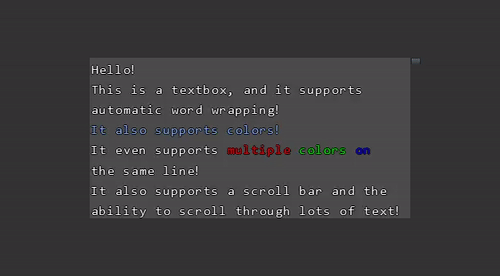 Hello!
This is a textbox, and it supports
automatic word wrapping!
It also supports colors!
It even supports multiple colors on
the same line!
It also supports a scroll bar and the
ability to scroll through lots of text!